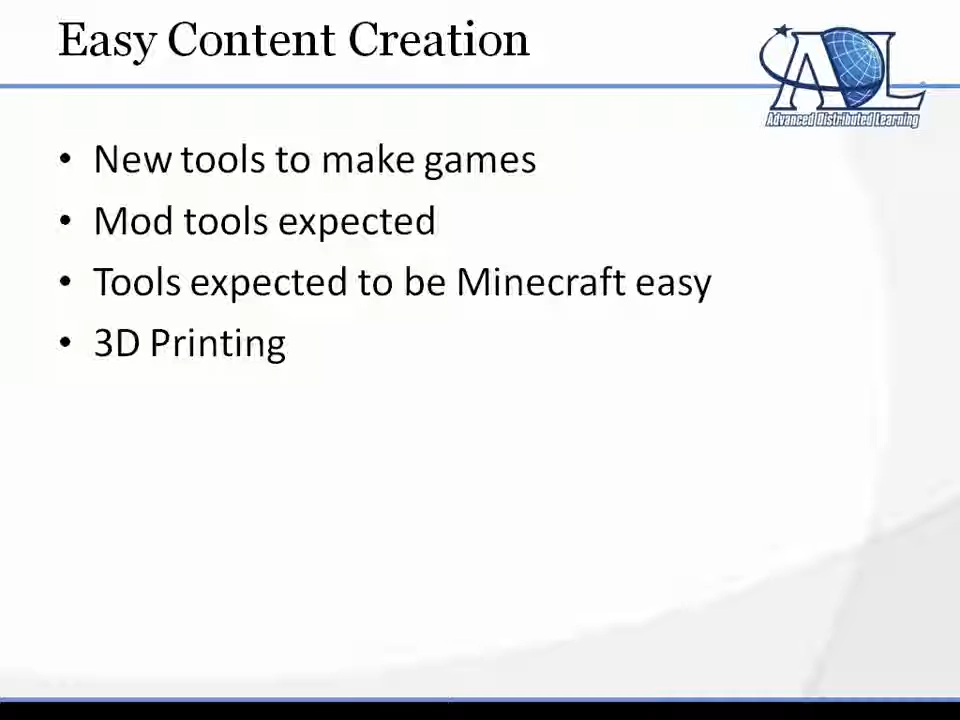 Easy Content Creation
ADL
Advanced Distributed Learning
• New tools to make games
• Mod tools expected
• Tools expected to be Minecraft easy
• 3D Printing